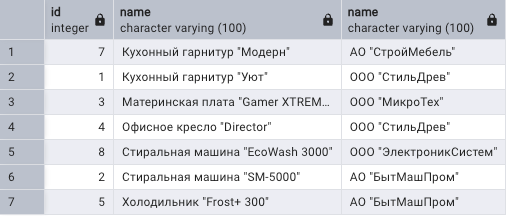 id name name
integer character varying (100) character varying (100)
1 7 Кухонный гарнитур "Модерн" АО "СтройМебель"
2 1 Кухонный гарнитур "Уют" ООО "СтильДрев"
3 3 Материнская плата "Gamer XTREM... ООО "МикроТех"
4 4 Офисное кресло "Director" ООО "СтильДрев"
5 8 Стиральная машина "EcoWash 3000" ООО "ЭлектроникСистем"
6 2 Стиральная машина "SM-5000" АО "БытМашПром"
7 5 Холодильник "Frost+ 300" АО "БытМашПром"